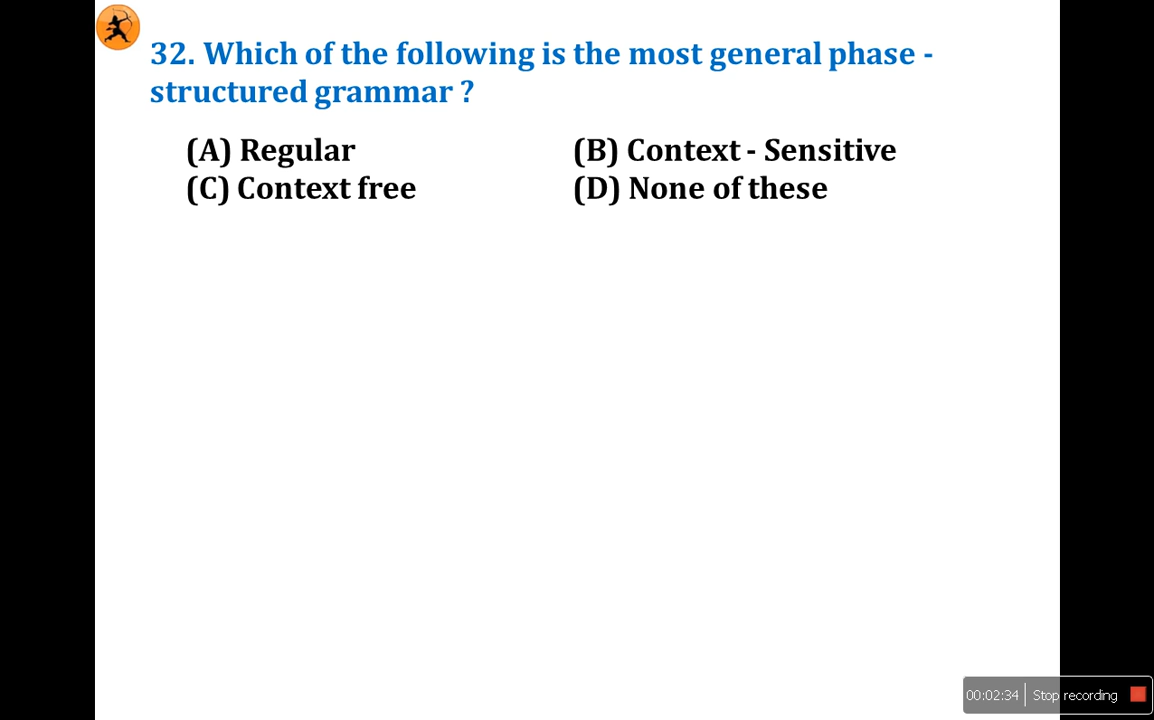 32. Which of the following is the most general phase -
structured grammar ?
(A) Regular (B) Context - Sensitive
(C) Context free (D) None of these
00:02:34 Stop recording